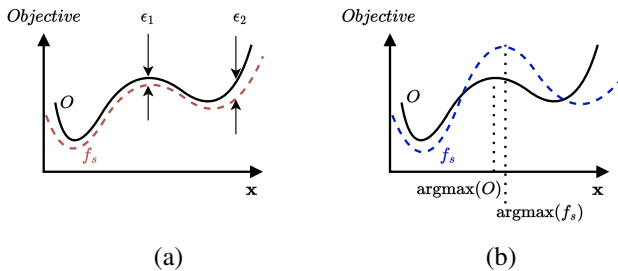 Objective
ϵ₁
ϵ₂
O
fₛ
x
(a)
Objective
O
fₛ
x
argmax(O)
argmax(fₛ)
(b)